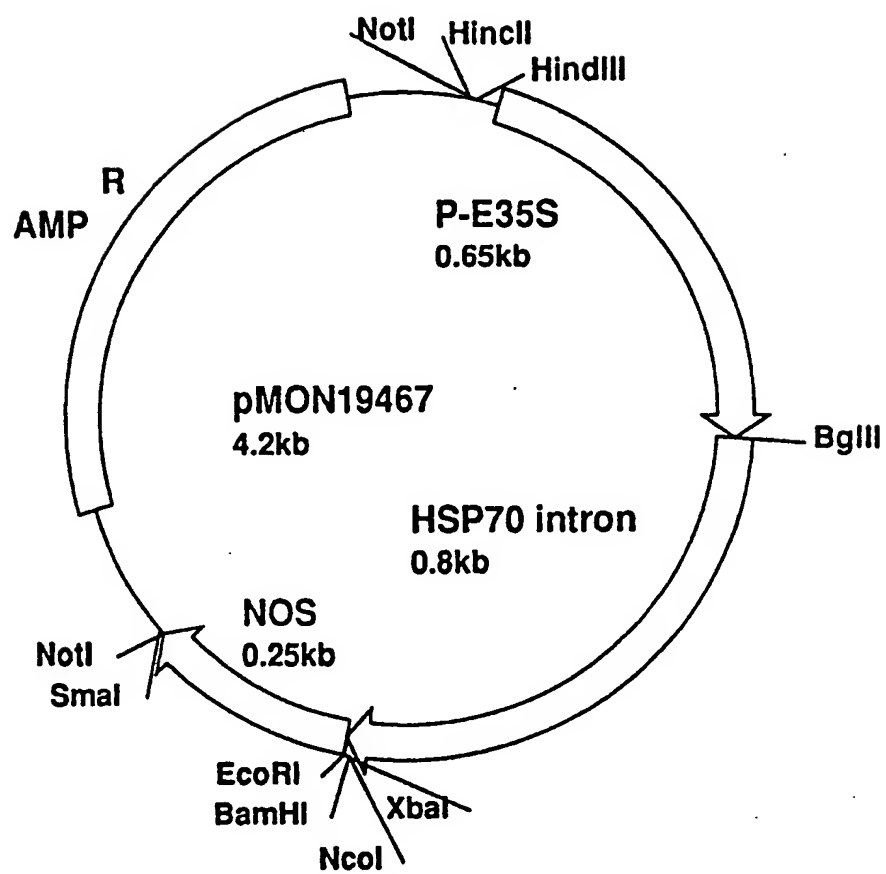 NotI
HincII
HindIII
R
AMP
P-E35S
0.65kb
pMON19467
4.2kb
BglII
HSP70 intron
0.8kb
NOS
0.25kb
NotI
SmaI
EcoRI
BamHI
XbaI
NcoI